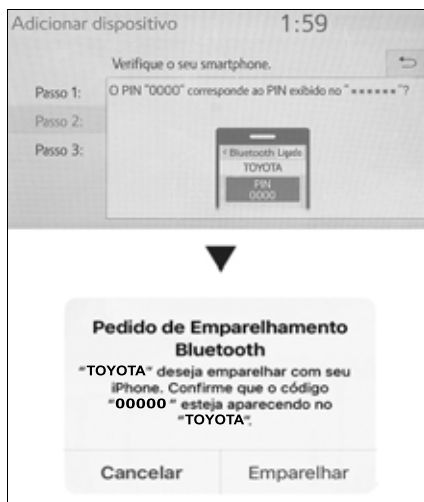 Adicionar dispositivo 1:59
Verifique o seu smartphone.
Passo 1:
O PIN "0000" corresponde ao PIN exibido no "******"?
Passo 2:
Passo 3:
< Bluetooth Ligado
TOYOTA
PIN
0000
Pedido de Emparelhamento
Bluetooth
"TOYOTA" deseja emparelhar com seu
iPhone. Confirme que o código
"00000" esteja aparecendo no
"TOYOTA".
Cancelar Emparelhar